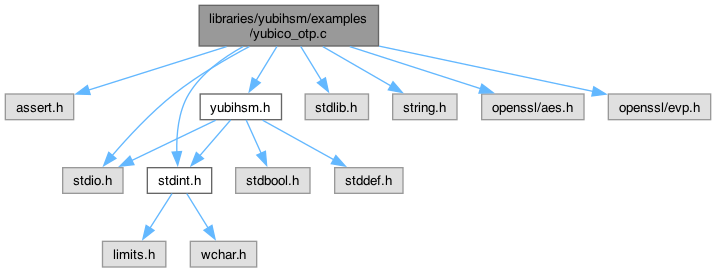 libraries/yubihsm/examples
/yubico_otp.c
assert.h
yubihsm.h
stdlib.h
string.h
openssl/aes.h
openssl/evp.h
stdio.h
stdint.h
stdbool.h
stddef.h
limits.h
wchar.h